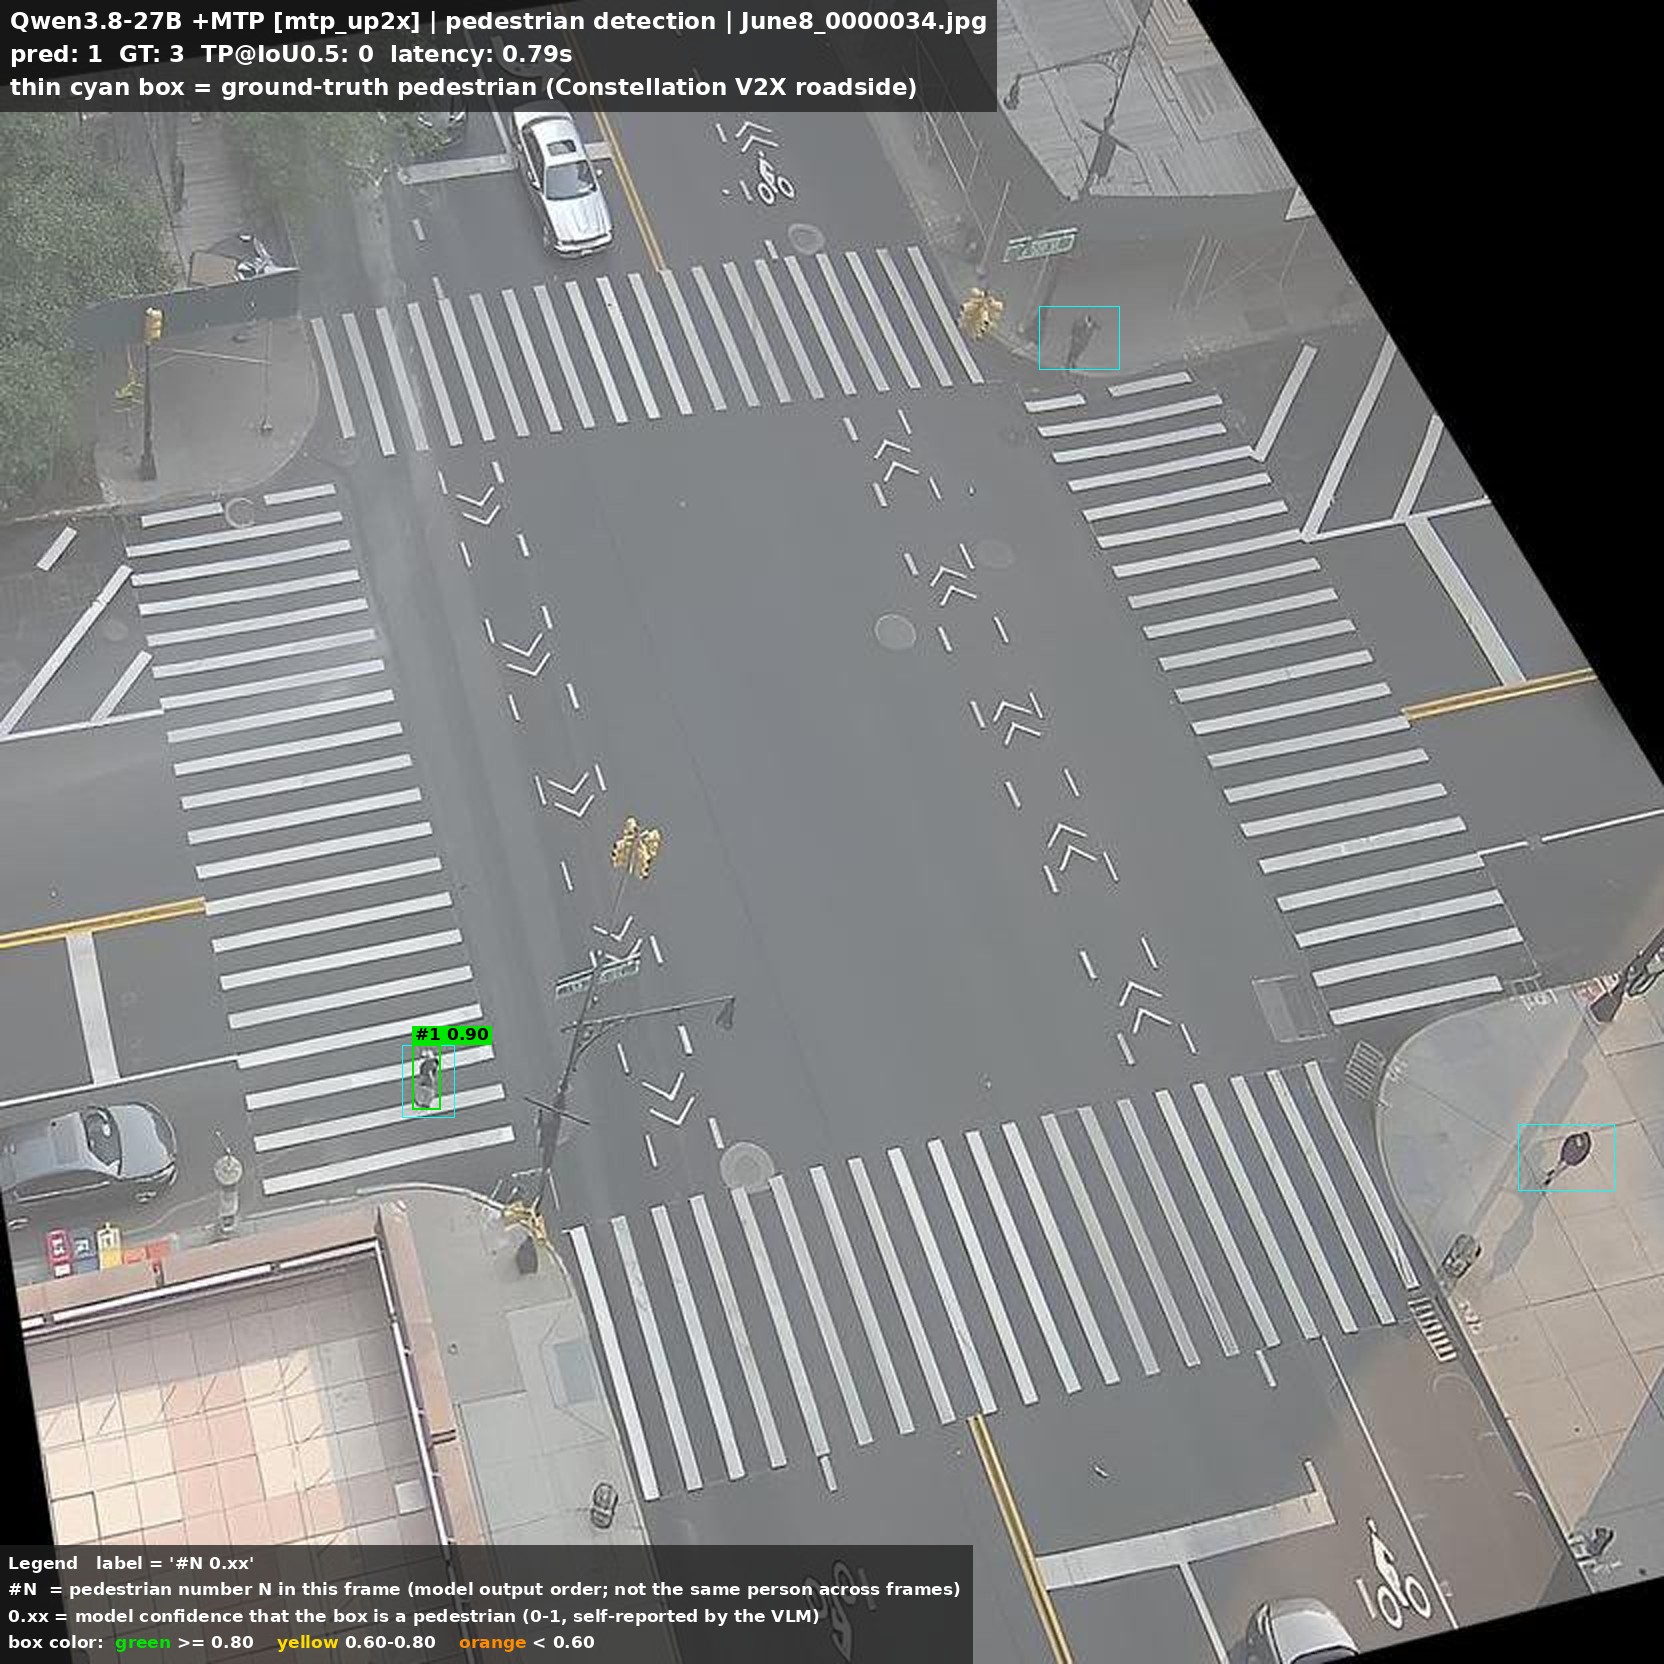 Qwen3.8-27B +MTP [mtp_up2x] | pedestrian detection | June8_0000034.jpg
pred: 1  GT: 3  TP@IoU0.5: 0  latency: 0.79s
thin cyan box = ground-truth pedestrian (Constellation V2X roadside)
#1 0.90
Legend   label = '#N 0.xx'
#N  = pedestrian number N in this frame (model output order; not the same person across frames)
0.xx = model confidence that the box is a pedestrian (0-1, self-reported by the VLM)
box color:  green >= 0.80    yellow 0.60-0.80    orange < 0.60